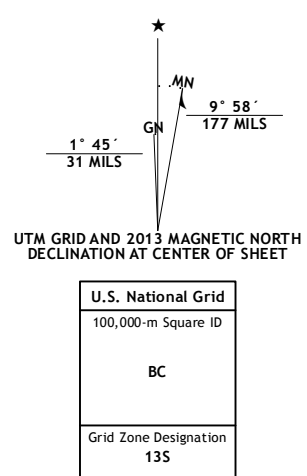 ★
MN
GN
9° 58´
177 MILS
1° 45´
31 MILS
UTM GRID AND 2013 MAGNETIC NORTH
DECLINATION AT CENTER OF SHEET
U.S. National Grid
100,000-m Square ID
BC
Grid Zone Designation
13S